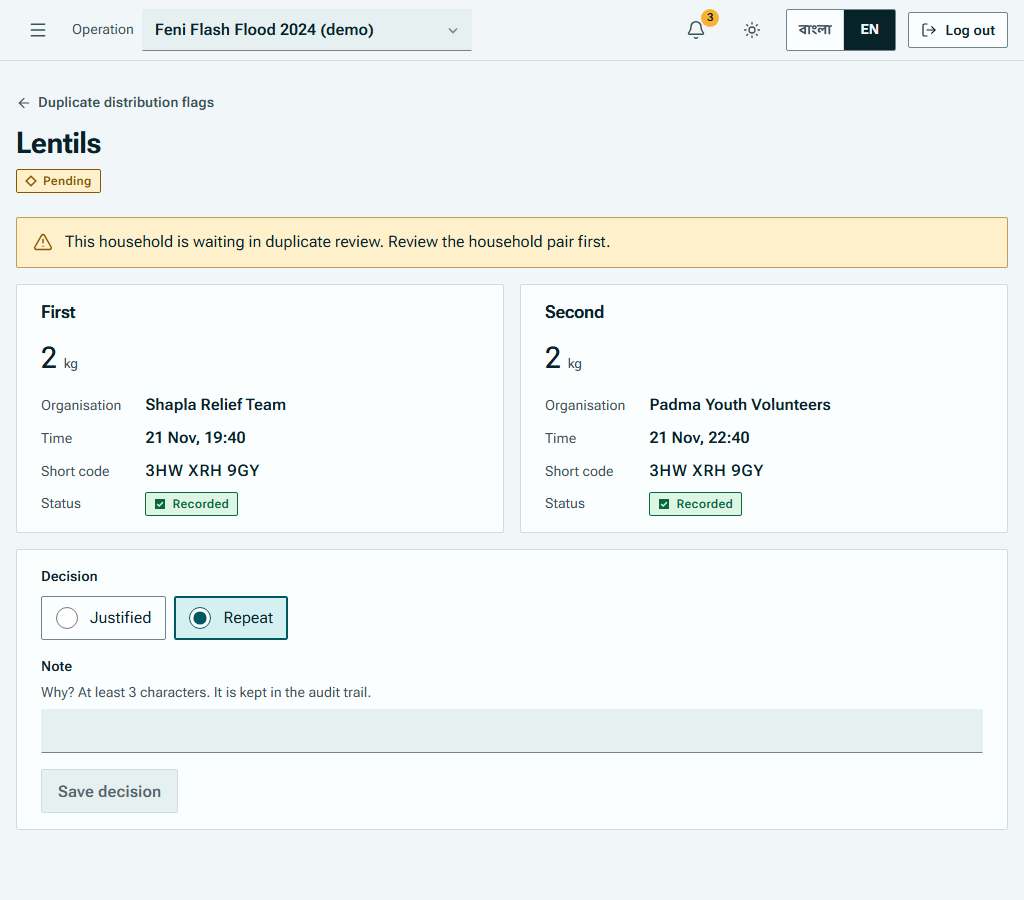 Operation
Feni Flash Flood 2024 (demo)
3
বাংলা
EN
Log out
Duplicate distribution flags
Lentils
Pending
This household is waiting in duplicate review. Review the household pair first.
First
2 kg
Organisation Shapla Relief Team
Time 21 Nov, 19:40
Short code 3HW XRH 9GY
Status Recorded
Second
2 kg
Organisation Padma Youth Volunteers
Time 21 Nov, 22:40
Short code 3HW XRH 9GY
Status Recorded
Decision
Justified
Repeat
Note
Why? At least 3 characters. It is kept in the audit trail.
Save decision